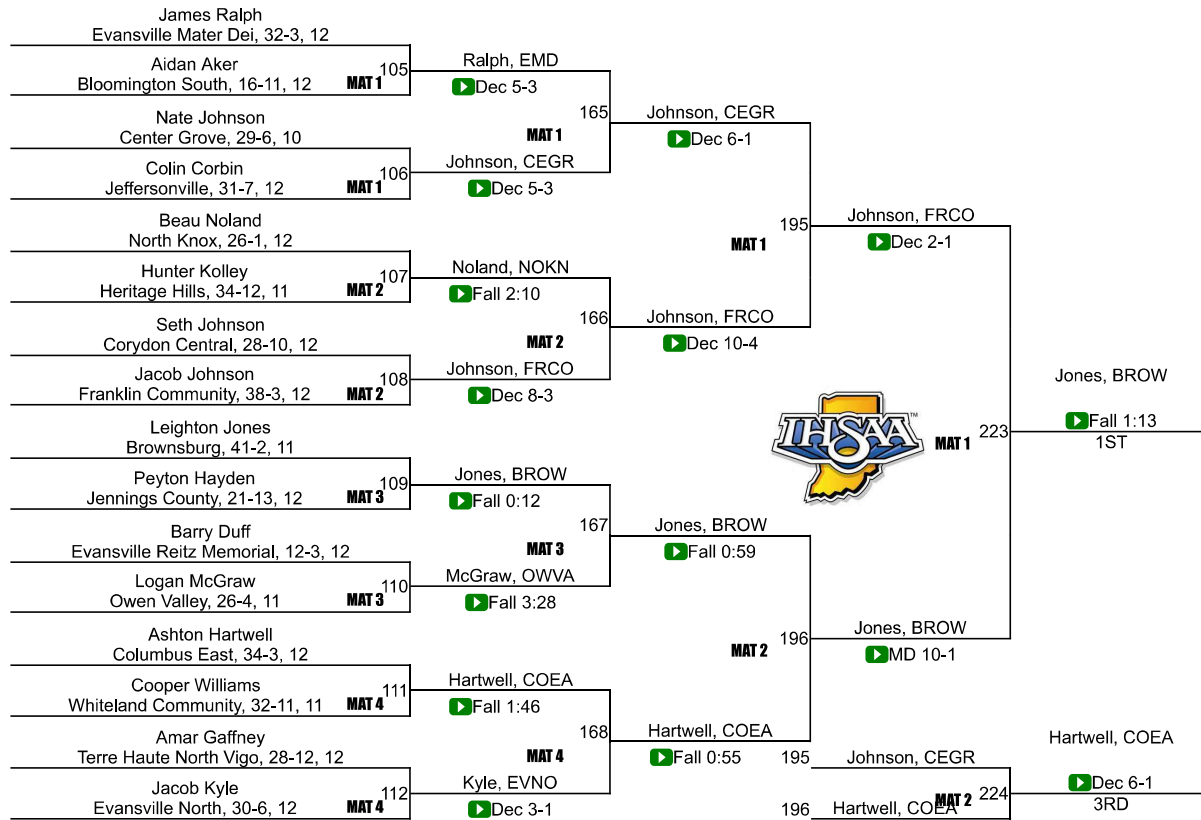 James Ralph
Evansville Mater Dei, 32-3, 12
Aidan Aker
Bloomington South, 16-11, 12
MAT 1
105
Ralph, EMD
Dec 5-3
Nate Johnson
Center Grove, 29-6, 10
Colin Corbin
Jeffersonville, 31-7, 12
MAT 1
106
Johnson, CEGR
Dec 5-3
165
MAT 1
Johnson, CEGR
Dec 6-1
Beau Noland
North Knox, 26-1, 12
Hunter Kolley
Heritage Hills, 34-12, 11
MAT 2
107
Noland, NOKN
Fall 2:10
Seth Johnson
Corydon Central, 28-10, 12
Jacob Johnson
Franklin Community, 38-3, 12
MAT 2
108
Johnson, FRCO
Dec 8-3
166
MAT 2
Johnson, FRCO
Dec 10-4
195
MAT 1
Johnson, FRCO
Dec 2-1
Leighton Jones
Brownsburg, 41-2, 11
Peyton Hayden
Jennings County, 21-13, 12
MAT 3
109
Jones, BROW
Fall 0:12
Barry Duff
Evansville Reitz Memorial, 12-3, 12
Logan McGraw
Owen Valley, 26-4, 11
MAT 3
110
McGraw, OWVA
Fall 3:28
167
MAT 3
Jones, BROW
Fall 0:59
Ashton Hartwell
Columbus East, 34-3, 12
Cooper Williams
Whiteland Community, 32-11, 11
MAT 4
111
Hartwell, COEA
Fall 1:46
Amar Gaffney
Terre Haute North Vigo, 28-12, 12
Jacob Kyle
Evansville North, 30-6, 12
MAT 4
112
Kyle, EVNO
Dec 3-1
168
MAT 4
Hartwell, COEA
Fall 0:55
196
MAT 2
Jones, BROW
MD 10-1
IHSAA
TM
MAT 1
223
Jones, BROW
Fall 1:13
1ST
195
Johnson, CEGR
196
Hartwell, COEA
MAT 2
224
Hartwell, COEA
Dec 6-1
3RD